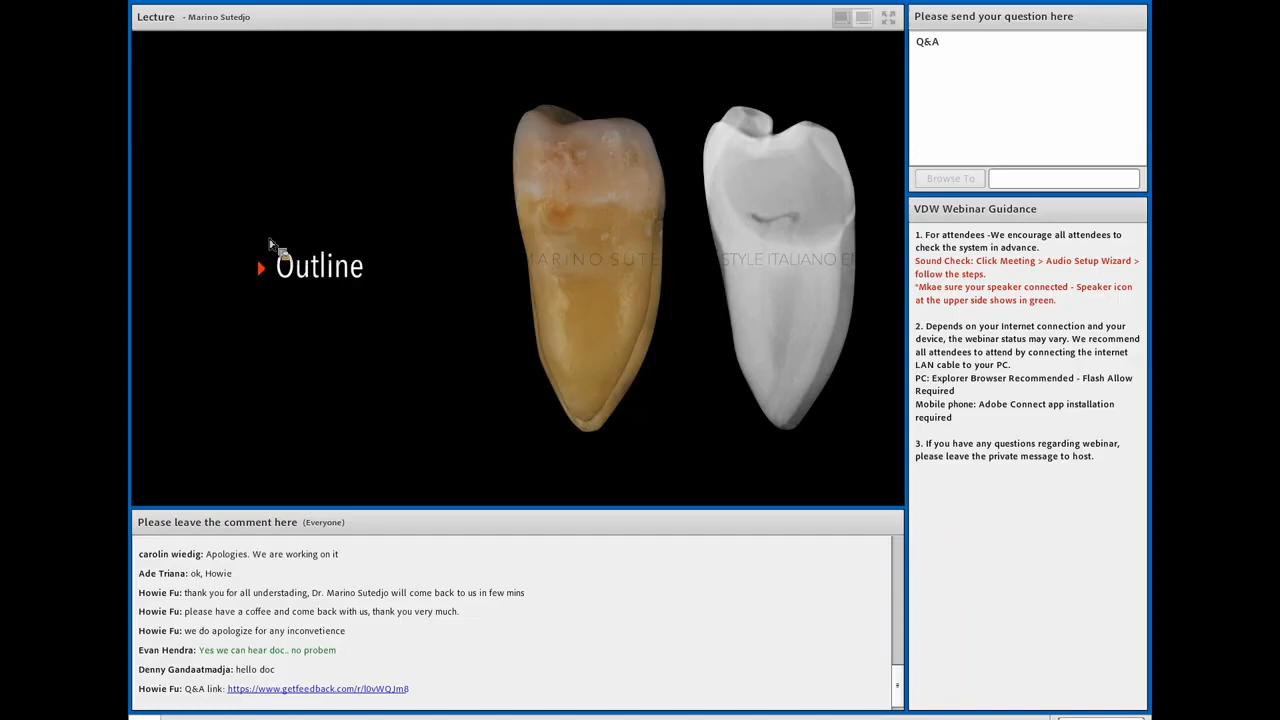 Lecture - Marino Sutedjo
Outline
MARINO SUTE
STYLE ITALIANO E
Please leave the comment here (Everyone)
carolin wiedig: Apologies. We are working on it
Ade Triana: ok, Howie
Howie Fu: thank you for all understading, Dr. Marino Sutedjo will come back to us in few mins
Howie Fu: please have a coffee and come back with us, thank you very much.
Howie Fu: we do apologize for any inconvetience
Evan Hendra: Yes we can hear doc.. no probem
Denny Gandaatmadja: hello doc
Howie Fu: Q&A link: https://www.getfeedback.com/r/l0vWQJm8
Please send your question here
Q&A
Browse To
VDW Webinar Guidance
1. For attendees -We encourage all attendees to
check the system in advance.
Sound Check: Click Meeting > Audio Setup Wizard >
follow the steps.
*Mkae sure your speaker connected - Speaker icon
at the upper side shows in green.
2. Depends on your Internet connection and your
device, the webinar status may vary. We recommend
all attendees to attend by connecting the internet
LAN cable to your PC.
PC: Explorer Browser Recommended - Flash Allow
Required
Mobile phone: Adobe Connect app installation
required
3. If you have any questions regarding webinar,
please leave the private message to host.